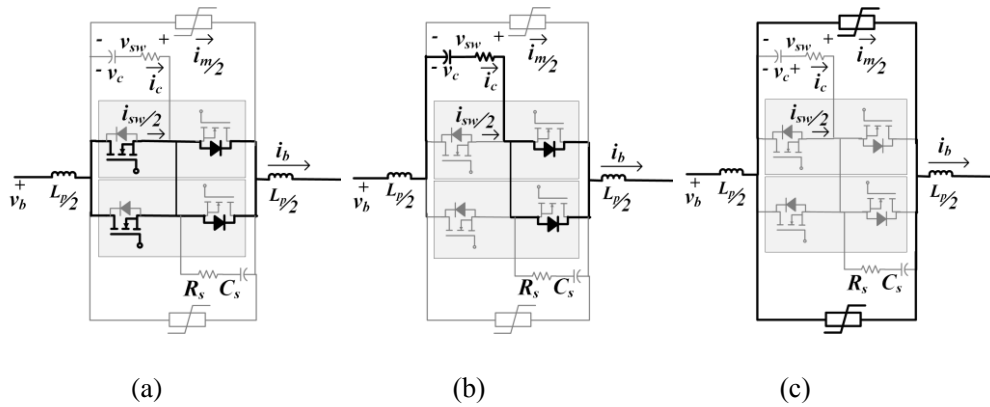 - v_sw +
i_m/2
- v_c
i_c
i_sw/2
i_b
+ v_b
L_p/2
L_p/2
R_s C_s
(a)
- v_sw +
i_m/2
- v_c
i_c
i_sw/2
i_b
+ v_b
L_p/2
L_p/2
R_s C_s
(b)
- v_sw +
i_m/2
- v_c +
i_c
i_sw/2
i_b
+ v_b
L_p/2
L_p/2
R_s C_s
(c)